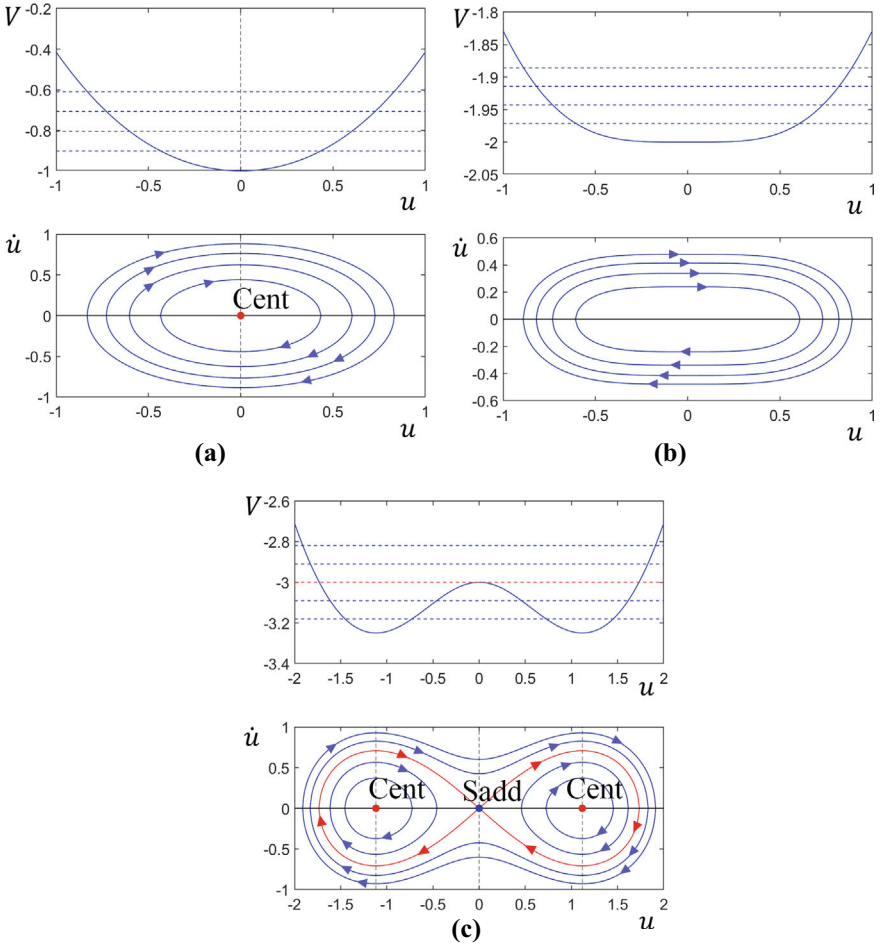 V
-0.2
-0.4
-0.6
-0.8
-1
-1 -0.5 0 0.5 1
u
u̇
1
0.5
0
-0.5
-1
Cent
-1 -0.5 0 0.5 1
u
(a)
V
-1.8
-1.85
-1.9
-1.95
-2
-2.05
-1 -0.5 0 0.5 1
u
u̇
0.6
0.4
0.2
0
-0.2
-0.4
-0.6
-1 -0.5 0 0.5 1
u
(b)
V
-2.6
-2.8
-3
-3.2
-3.4
-2 -1.5 -1 -0.5 0 0.5 1 1.5 2
u
u̇
1
0.5
0
-0.5
-1
Cent Sadd Cent
-2 -1.5 -1 -0.5 0 0.5 1 1.5 2
u
(c)